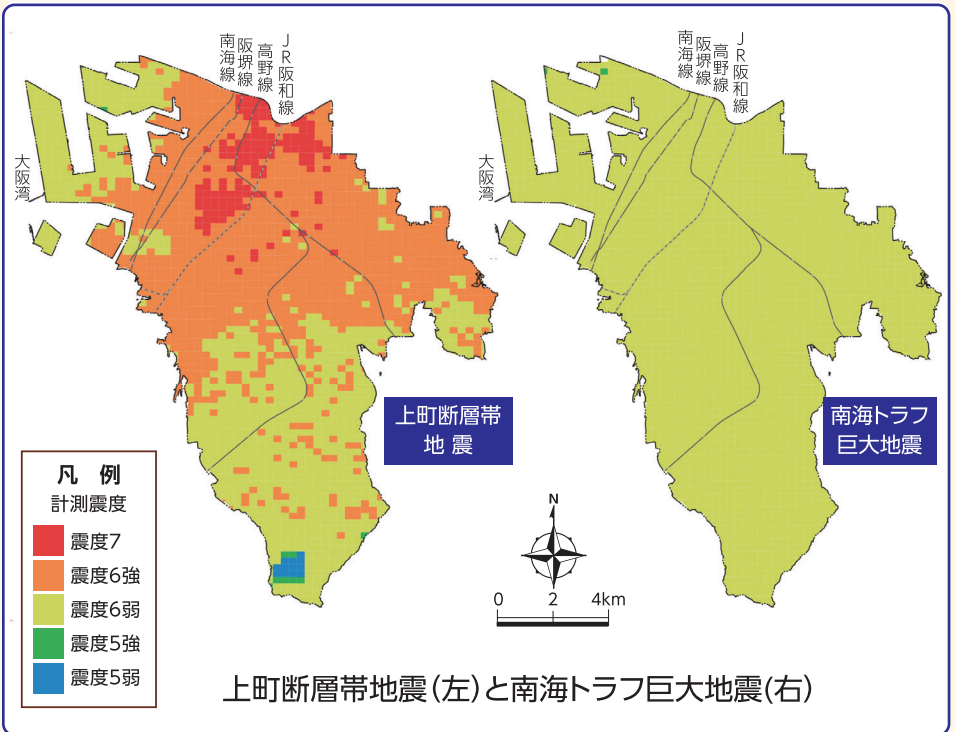 南海線
阪堺線
高野線
JR阪和線
大阪湾
上町断層帯
地震
南海線
阪堺線
高野線
JR阪和線
大阪湾
南海トラフ
巨大地震
凡 例
計測震度
震度7
震度6強
震度6弱
震度5強
震度5弱
N
0 2 4km
上町断層帯地震(左)と南海トラフ巨大地震(右)